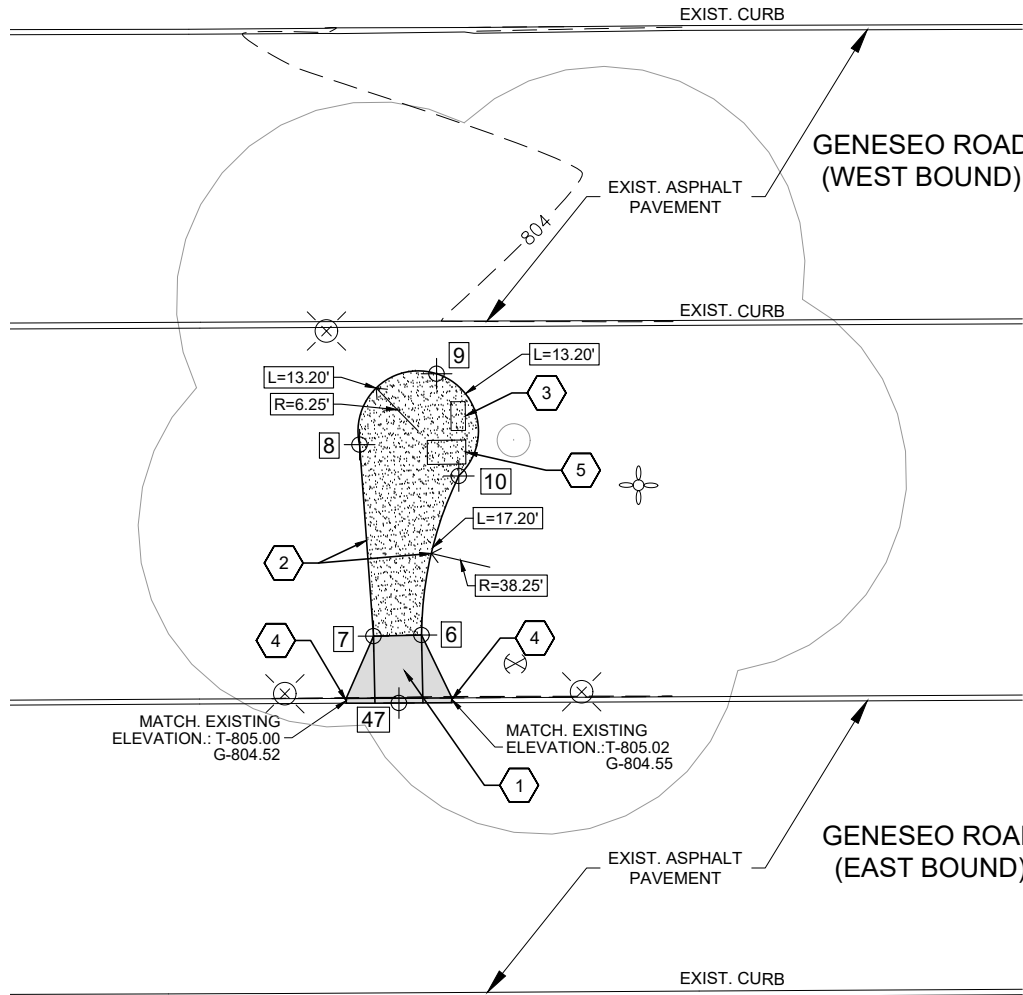 EXIST. CURB
GENESEO ROAD
(WEST BOUND)
EXIST. ASPHALT
PAVEMENT
804
EXIST. CURB
9
L=13.20'
L=13.20'
3
R=6.25'
8
5
10
L=17.20'
2
R=38.25'
4
7
6
4
47
MATCH. EXISTING
ELEVATION.: T-805.00
G-804.52
MATCH. EXISTING
ELEVATION.:T-805.02
G-804.55
1
GENESEO ROAD
(EAST BOUND)
EXIST. ASPHALT
PAVEMENT
EXIST. CURB